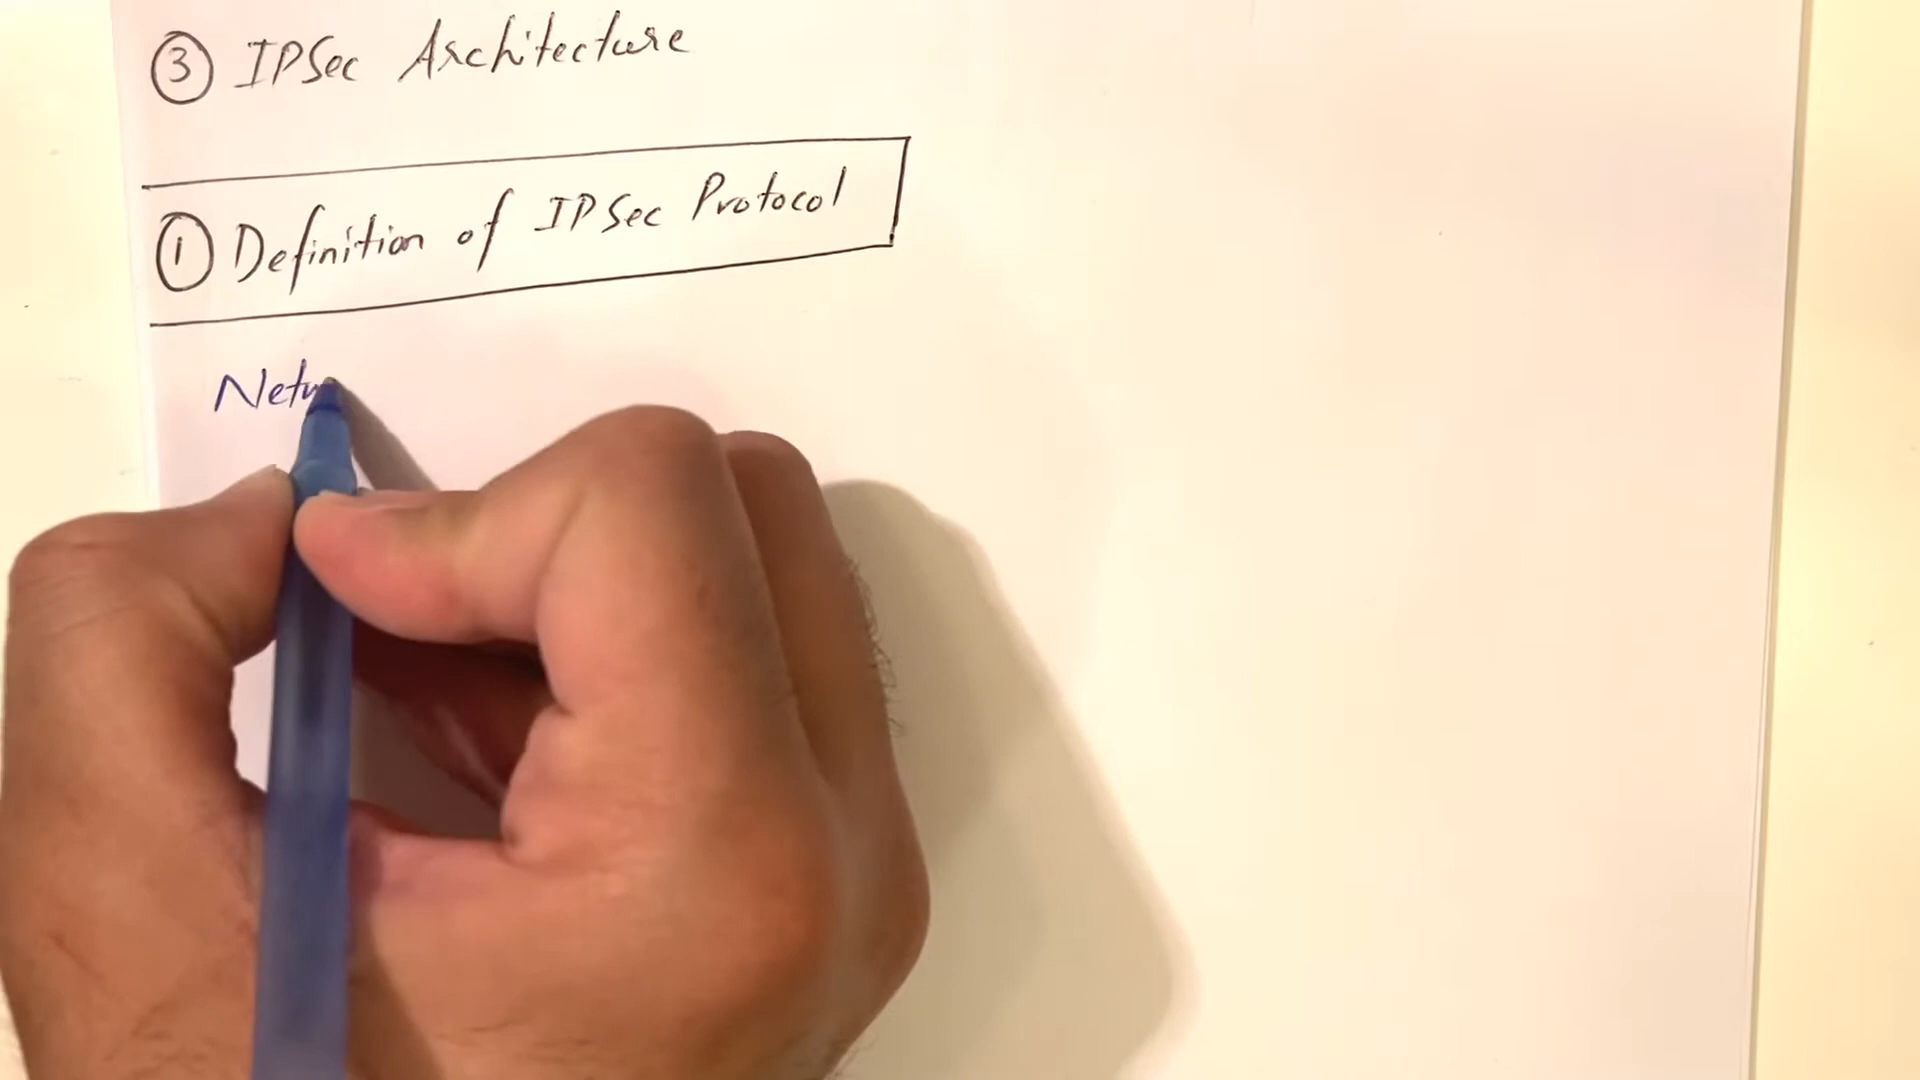 ③ IPSec Architecture
① Definition of IPSec Protocol
Netw